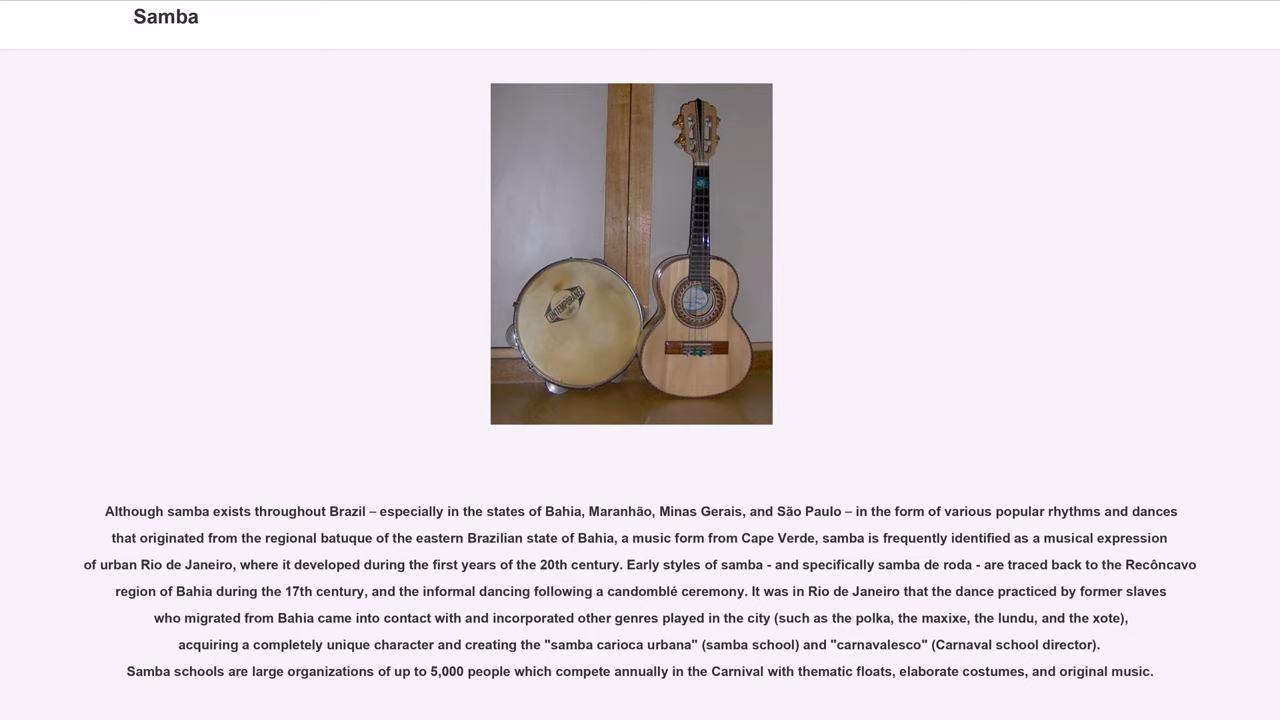 Samba
CONTEMPORÂNEA
Although samba exists throughout Brazil – especially in the states of Bahia, Maranhão, Minas Gerais, and São Paulo – in the form of various popular rhythms and dances
that originated from the regional batuque of the eastern Brazilian state of Bahia, a music form from Cape Verde, samba is frequently identified as a musical expression
of urban Rio de Janeiro, where it developed during the first years of the 20th century. Early styles of samba - and specifically samba de roda - are traced back to the Recôncavo
region of Bahia during the 17th century, and the informal dancing following a candomblé ceremony. It was in Rio de Janeiro that the dance practiced by former slaves
who migrated from Bahia came into contact with and incorporated other genres played in the city (such as the polka, the maxixe, the lundu, and the xote),
acquiring a completely unique character and creating the "samba carioca urbana" (samba school) and "carnavalesco" (Carnaval school director).
Samba schools are large organizations of up to 5,000 people which compete annually in the Carnival with thematic floats, elaborate costumes, and original music.